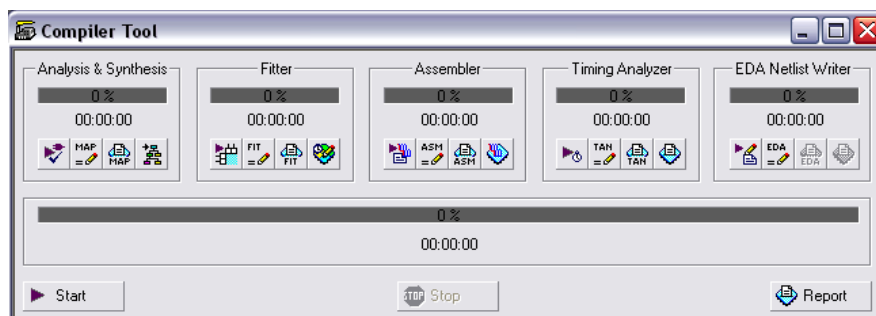 Compiler Tool
Analysis & Synthesis Fitter Assembler Timing Analyzer EDA Netlist Writer
0 % 0 % 0 % 0 % 0 %
00:00:00 00:00:00 00:00:00 00:00:00 00:00:00
MAP MAP FIT FIT ASM ASM TAN TAN EDA EDA
0 %
00:00:00
Start STOP Stop Report